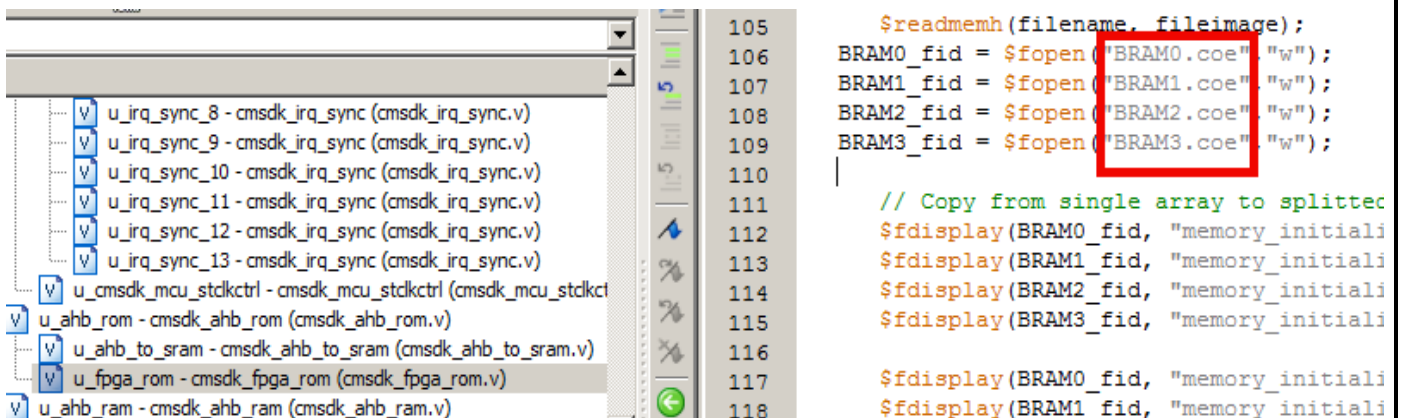 u_irq_sync_8 - cmsdk_irq_sync (cmsdk_irq_sync.v)
u_irq_sync_9 - cmsdk_irq_sync (cmsdk_irq_sync.v)
u_irq_sync_10 - cmsdk_irq_sync (cmsdk_irq_sync.v)
u_irq_sync_11 - cmsdk_irq_sync (cmsdk_irq_sync.v)
u_irq_sync_12 - cmsdk_irq_sync (cmsdk_irq_sync.v)
u_irq_sync_13 - cmsdk_irq_sync (cmsdk_irq_sync.v)
u_cmsdk_mcu_stclkctrl - cmsdk_mcu_stclkctrl (cmsdk_mcu_stclkct
u_ahb_rom - cmsdk_ahb_rom (cmsdk_ahb_rom.v)
u_ahb_to_sram - cmsdk_ahb_to_sram (cmsdk_ahb_to_sram.v)
u_fpga_rom - cmsdk_fpga_rom (cmsdk_fpga_rom.v)
u_ahb_ram - cmsdk_ahb_ram (cmsdk_ahb_ram.v)
105 $readmemh(filename, fileimage);
106 BRAM0_fid = $fopen("BRAM0.coe","w");
107 BRAM1_fid = $fopen("BRAM1.coe","w");
108 BRAM2_fid = $fopen("BRAM2.coe","w");
109 BRAM3_fid = $fopen("BRAM3.coe","w");
110
111 // Copy from single array to splitted
112 $fdisplay(BRAM0_fid, "memory_initiali
113 $fdisplay(BRAM1_fid, "memory_initiali
114 $fdisplay(BRAM2_fid, "memory_initiali
115 $fdisplay(BRAM3_fid, "memory_initiali
116
117 $fdisplay(BRAM0_fid, "memory_initiali
118 $fdisplay(BRAM1_fid, "memory_initiali